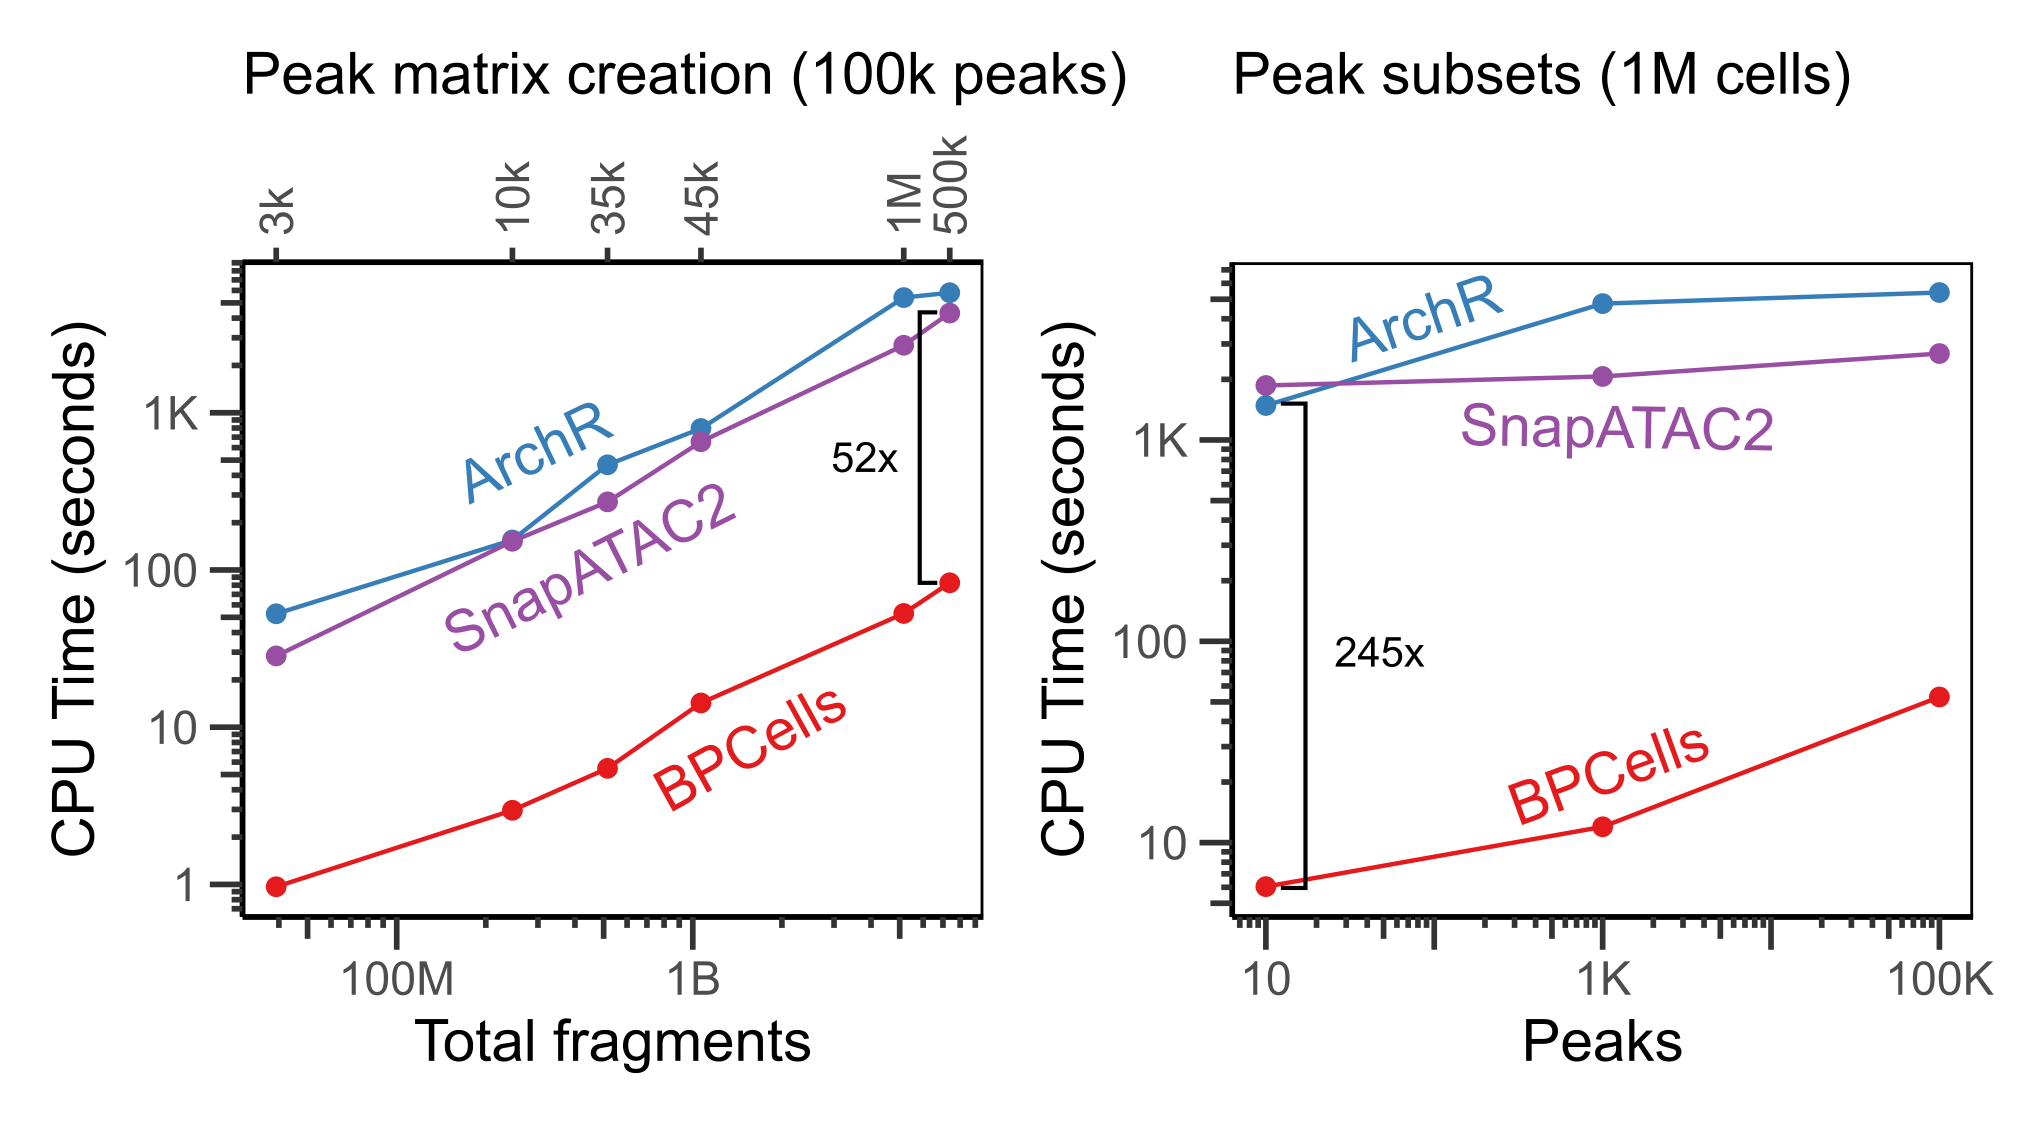 Peak matrix creation (100k peaks)
3k
10k
35k
45k
1M
500k
CPU Time (seconds)
1K
100
10
1
ArchR
SnapATAC2
BPCells
52x
100M
1B
Total fragments
Peak subsets (1M cells)
CPU Time (seconds)
1K
100
10
ArchR
SnapATAC2
245x
BPCells
10
1K
100K
Peaks